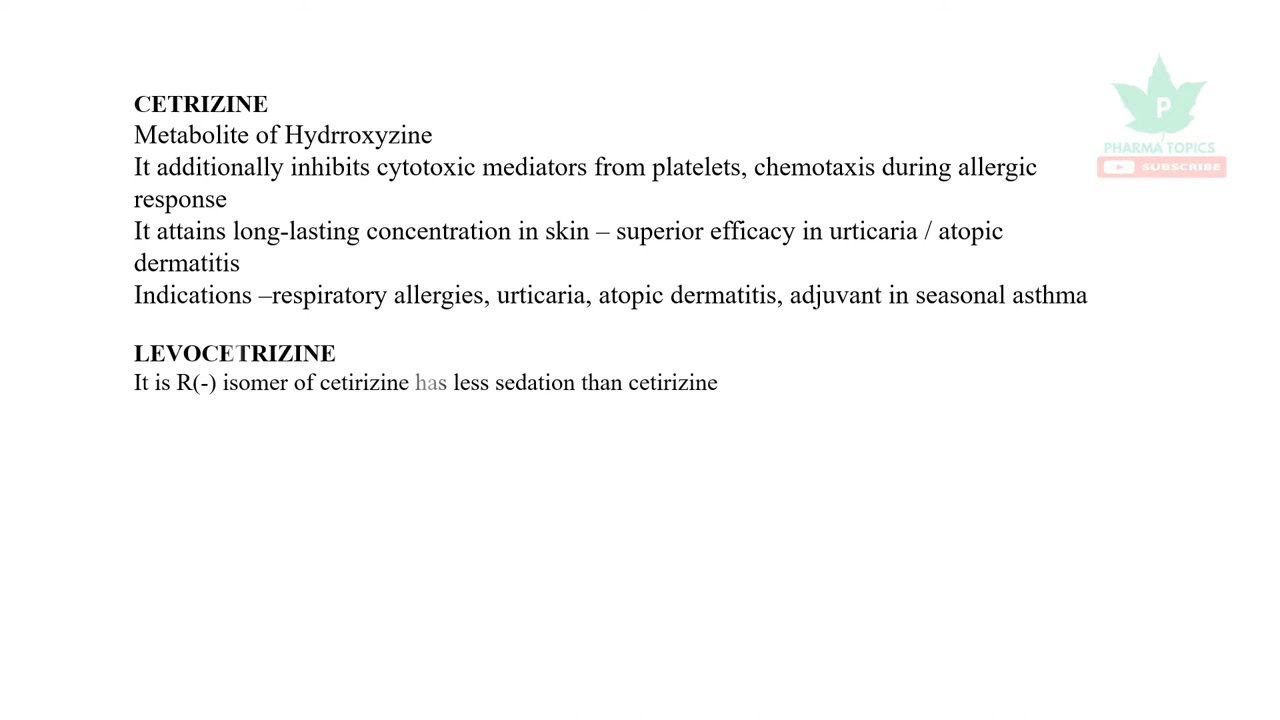 CETRIZINE
Metabolite of Hydrroxyzine
It additionally inhibits cytotoxic mediators from platelets, chemotaxis during allergic
response
It attains long-lasting concentration in skin – superior efficacy in urticaria / atopic
dermatitis
Indications –respiratory allergies, urticaria, atopic dermatitis, adjuvant in seasonal asthma
LEVOCETRIZINE
It is R(-) isomer of cetirizine has less sedation than cetirizine
P
PHARMA TOPICS
SUBSCRIBE